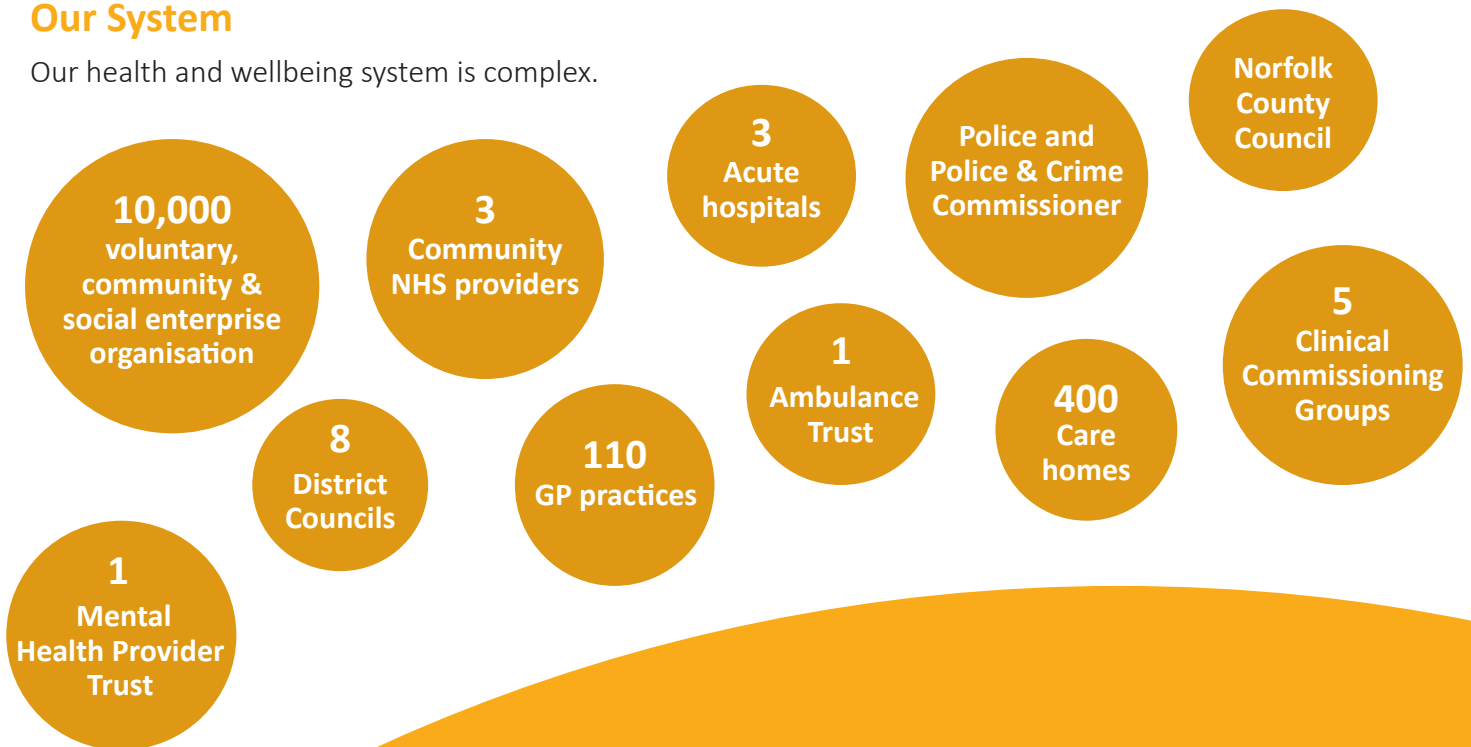 Our System
Our health and wellbeing system is complex.
10,000
voluntary,
community &
social enterprise
organisation
3
Community
NHS providers
3
Acute
hospitals
Police and
Police & Crime
Commissioner
Norfolk
County
Council
8
District
Councils
110
GP practices
1
Ambulance
Trust
400
Care
homes
5
Clinical
Commissioning
Groups
1
Mental
Health Provider
Trust